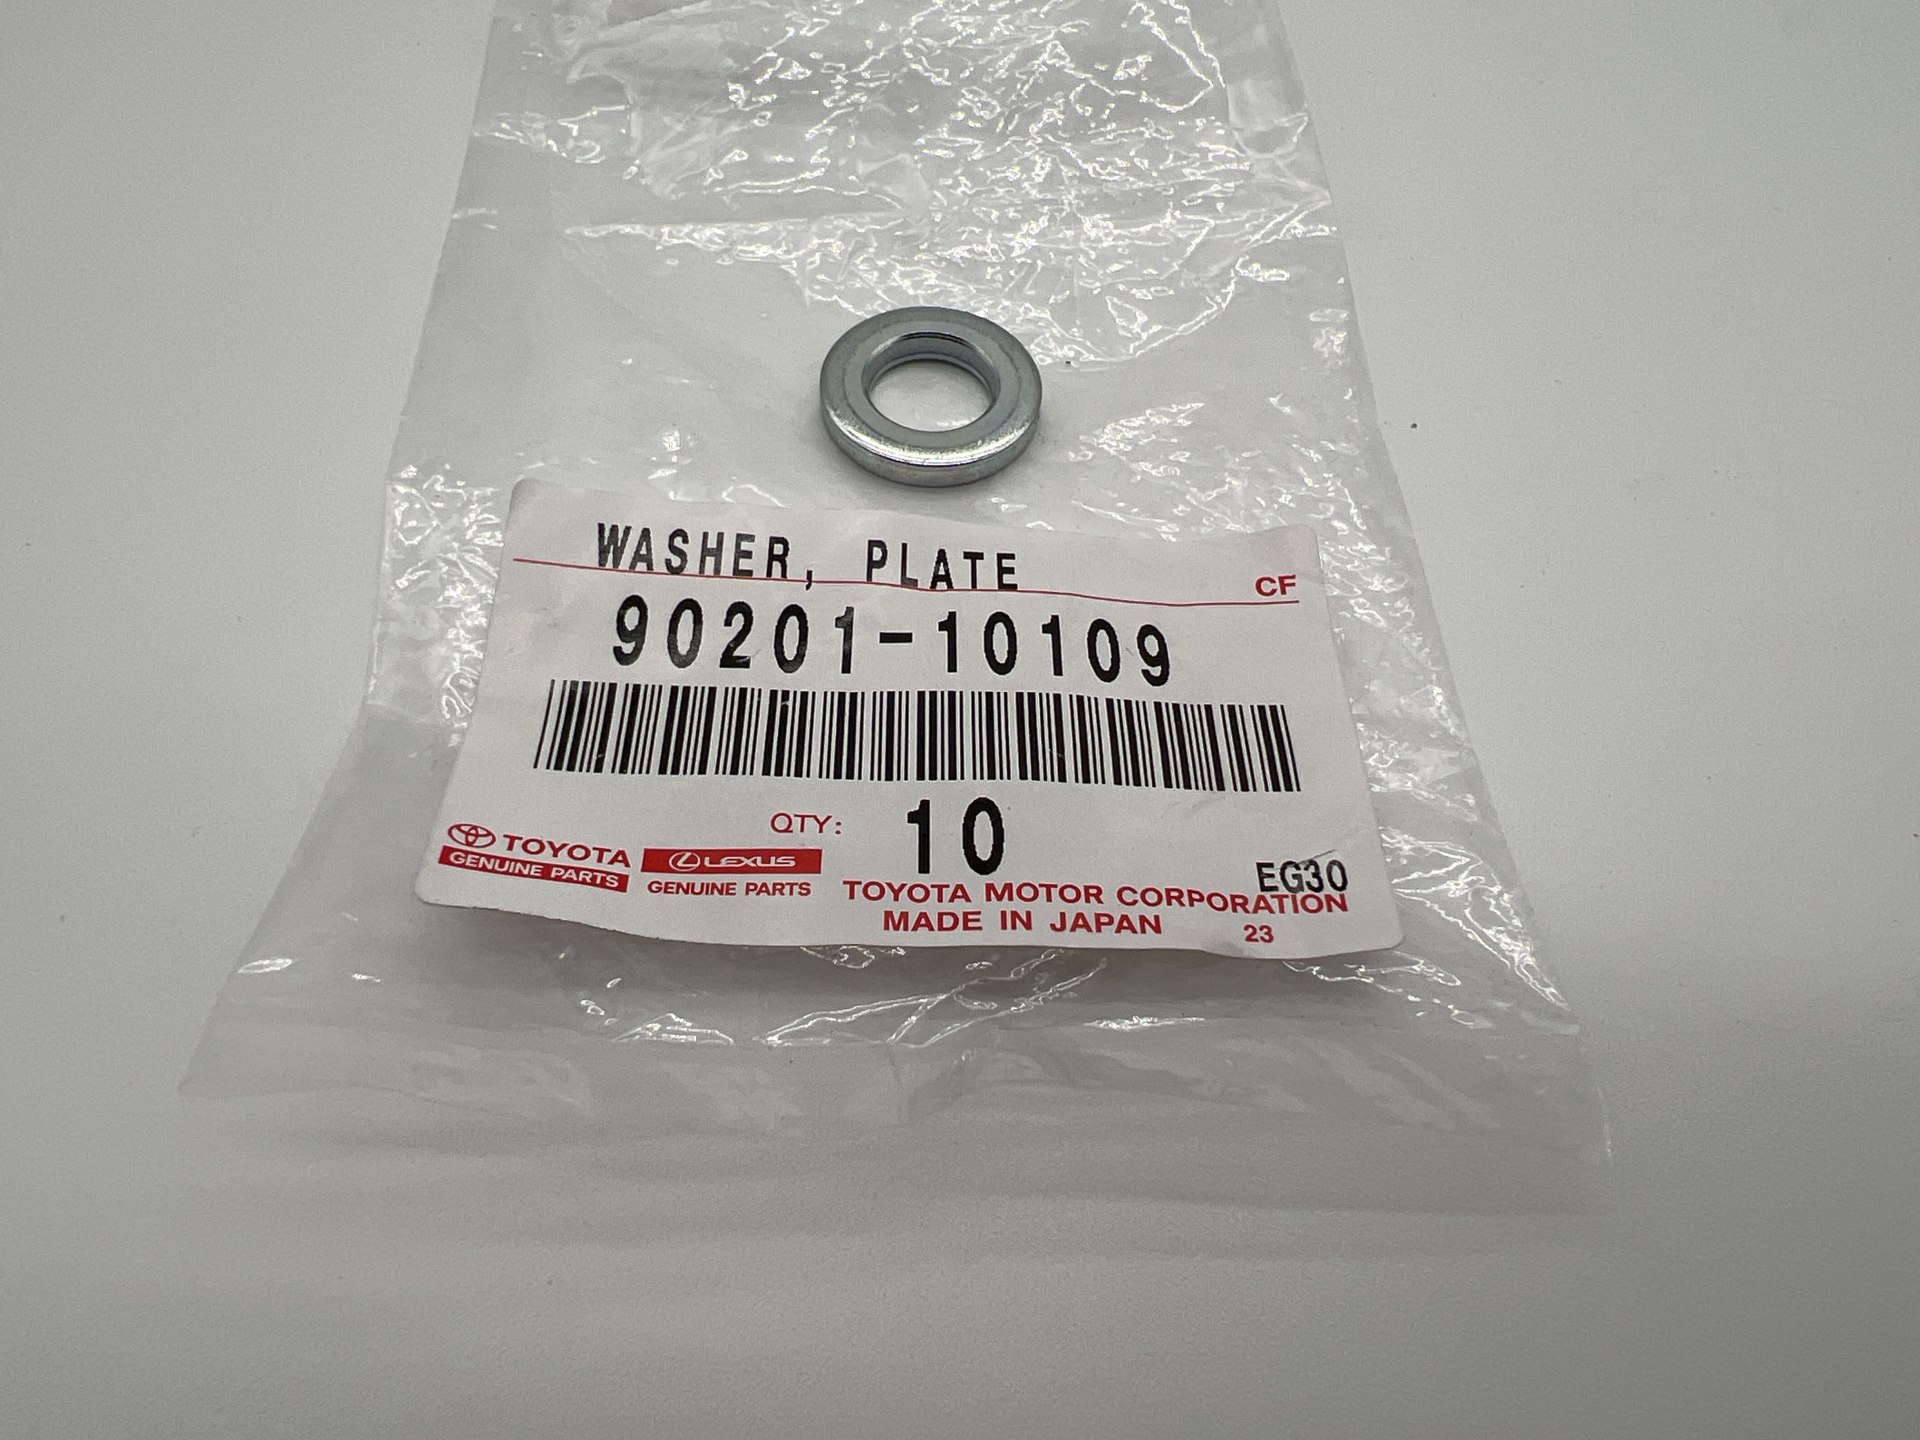 WASHER, PLATE
CF
90201-10109
QTY: 10
TOYOTA
GENUINE PARTS
LEXUS
GENUINE PARTS
EG30
TOYOTA MOTOR CORPORATION
MADE IN JAPAN 23